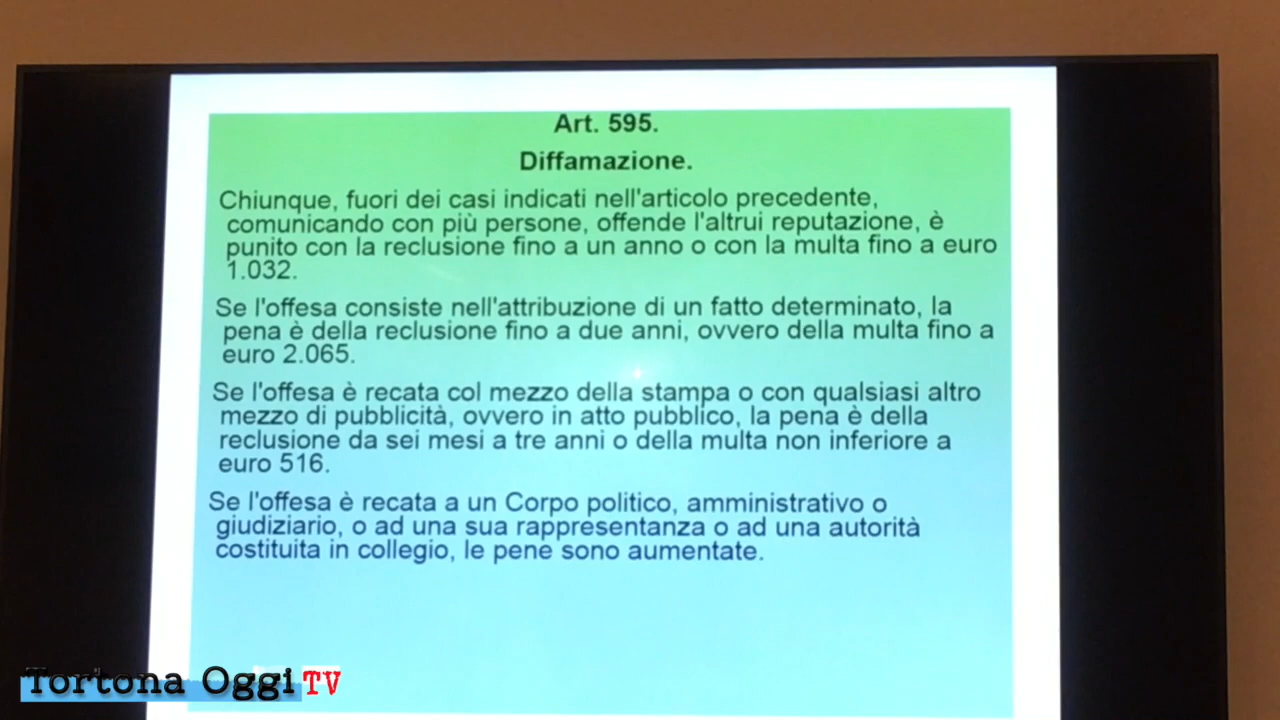 Art. 595.
Diffamazione.
Chiunque, fuori dei casi indicati nell'articolo precedente,
comunicando con più persone, offende l'altrui reputazione, è
punito con la reclusione fino a un anno o con la multa fino a euro
1.032.
Se l'offesa consiste nell'attribuzione di un fatto determinato, la
pena è della reclusione fino a due anni, ovvero della multa fino a
euro 2.065.
Se l'offesa è recata col mezzo della stampa o con qualsiasi altro
mezzo di pubblicità, ovvero in atto pubblico, la pena è della
reclusione da sei mesi a tre anni o della multa non inferiore a
euro 516.
Se l'offesa è recata a un Corpo politico, amministrativo o
giudiziario, o ad una sua rappresentanza o ad una autorità
costituita in collegio, le pene sono aumentate.
Tortona Oggi TV